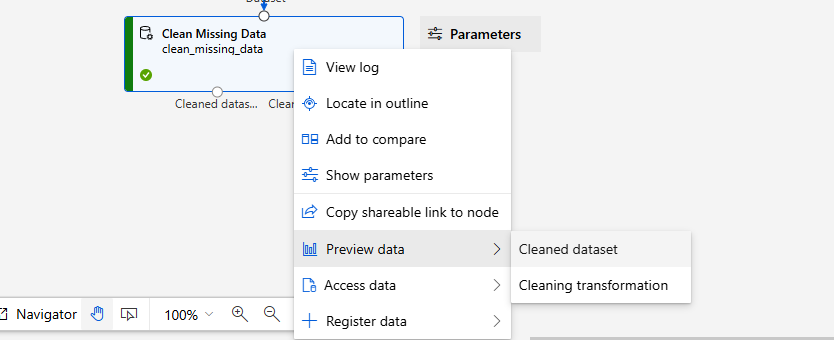 Dataset
Clean Missing Data
clean_missing_data
Parameters
Cleaned datas...
Clea
View log
Locate in outline
Add to compare
Show parameters
Copy shareable link to node
Preview data
Cleaned dataset
Access data
Cleaning transformation
Register data
Navigator
100%